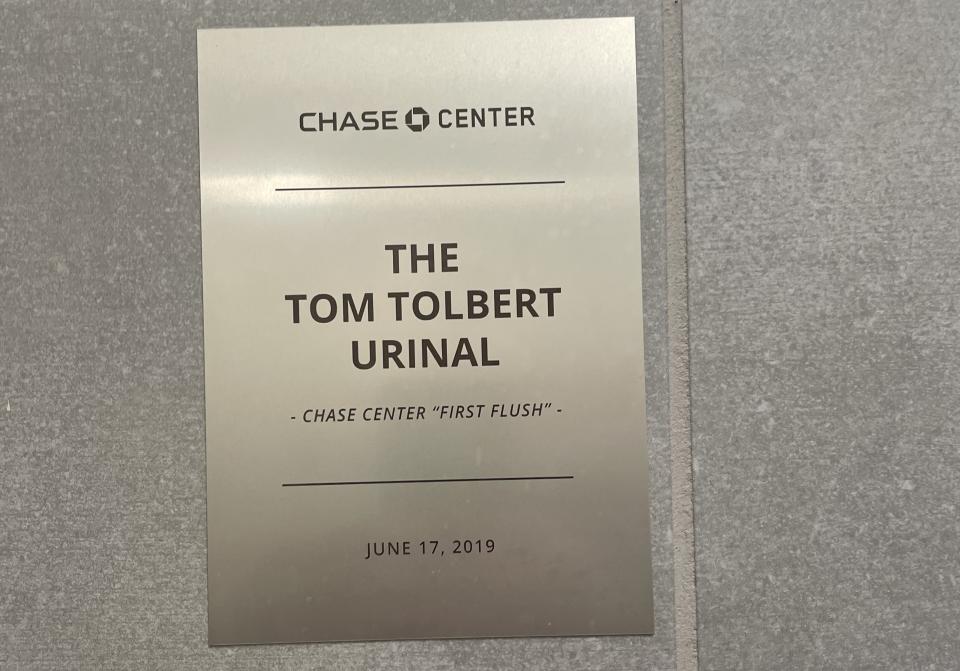 CHASE CENTER
THE
TOM TOLBERT
URINAL
- CHASE CENTER “FIRST FLUSH” -
JUNE 17, 2019